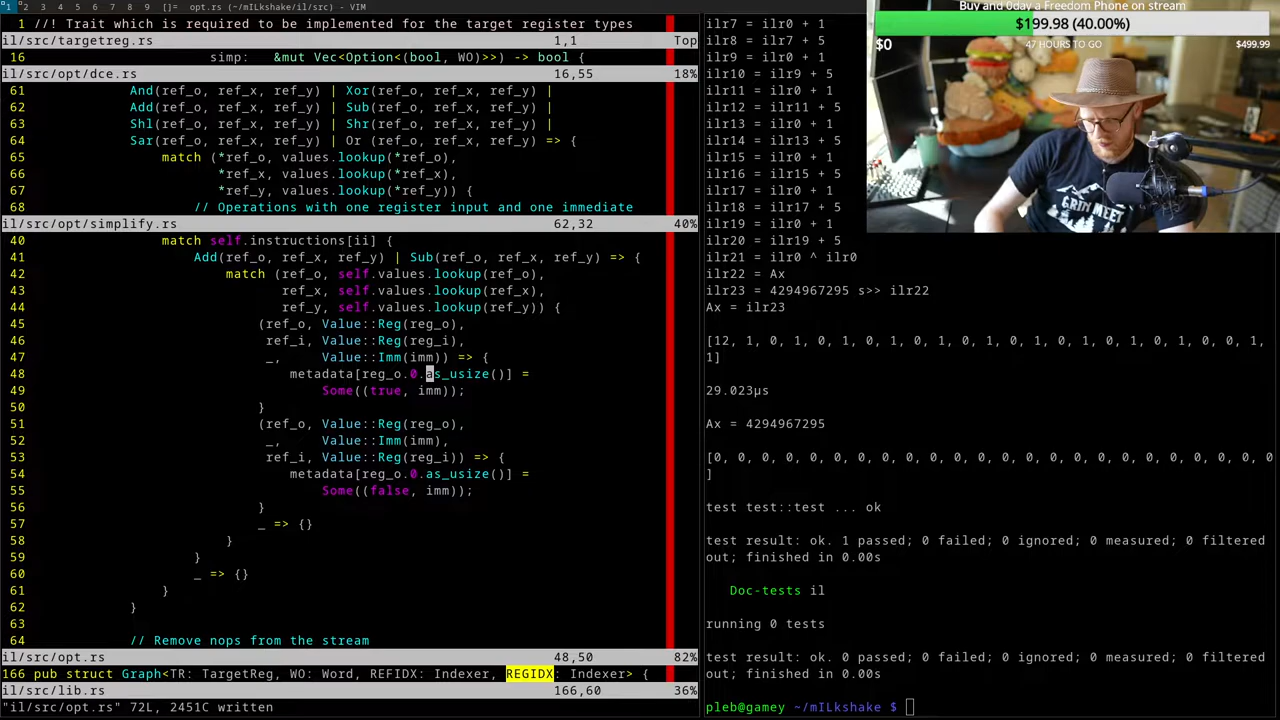 1 2 3 4 5 6 7 8 9 []= opt.rs (~/mILkshake/il/src) - VIM
1 //! Trait which is required to be implemented for the target register types
il/src/targetreg.rs 1,1 Top
16 simp: &mut Vec<Option<(bool, WO)>>) -> bool {
il/src/opt/dce.rs 16,55 18%
61 And(ref_o, ref_x, ref_y) | Xor(ref_o, ref_x, ref_y) |
62 Add(ref_o, ref_x, ref_y) | Sub(ref_o, ref_x, ref_y) |
63 Shl(ref_o, ref_x, ref_y) | Shr(ref_o, ref_x, ref_y) |
64 Sar(ref_o, ref_x, ref_y) | Or (ref_o, ref_x, ref_y) => {
65 match (*ref_o, values.lookup(*ref_o),
66 *ref_x, values.lookup(*ref_x),
67 *ref_y, values.lookup(*ref_y)) {
68 // Operations with one register input and one immediate
il/src/opt/simplify.rs 62,32 40%
40 match self.instructions[ii] {
41 Add(ref_o, ref_x, ref_y) | Sub(ref_o, ref_x, ref_y) => {
42 match (ref_o, self.values.lookup(ref_o),
43 ref_x, self.values.lookup(ref_x),
44 ref_y, self.values.lookup(ref_y)) {
45 (ref_o, Value::Reg(reg_o),
46 ref_i, Value::Reg(reg_i),
47 _, Value::Imm(imm)) => {
48 metadata[reg_o.0.as_usize()] =
49 Some((true, imm));
50 }
51 (ref_o, Value::Reg(reg_o),
52 _, Value::Imm(imm),
53 ref_i, Value::Reg(reg_i)) => {
54 metadata[reg_o.0.as_usize()] =
55 Some((false, imm));
56 }
57 _ => {}
58 }
59 }
60 _ => {}
61 }
62 }
63
64 // Remove nops from the stream
il/src/opt.rs 48,50 82%
166 pub struct Graph<TR: TargetReg, WO: Word, REFIDX: Indexer, REGIDX: Indexer> {
il/src/lib.rs 166,60 36%
"il/src/opt.rs" 72L, 2451C written
ilr7 = ilr0 + 1
ilr8 = ilr7 + 5
ilr9 = ilr0 + 1
ilr10 = ilr9 + 5
ilr11 = ilr0 + 1
ilr12 = ilr11 + 5
ilr13 = ilr0 + 1
ilr14 = ilr13 + 5
ilr15 = ilr0 + 1
ilr16 = ilr15 + 5
ilr17 = ilr0 + 1
ilr18 = ilr17 + 5
ilr19 = ilr0 + 1
ilr20 = ilr19 + 5
ilr21 = ilr0 ^ ilr0
ilr22 = Ax
ilr23 = 4294967295 s>> ilr22
Ax = ilr23
[12, 1, 0, 1, 0, 1, 0, 1, 0, 1, 0, 1, 0, 1, 0, 1, 0, 1, 0, 1, 0, 0, 1,
1]
29.023µs
Ax = 4294967295
[0, 0, 0, 0, 0, 0, 0, 0, 0, 0, 0, 0, 0, 0, 0, 0, 0, 0, 0, 0, 0, 0, 0, 0
]
test test::test ... ok
test result: ok. 1 passed; 0 failed; 0 ignored; 0 measured; 0 filtered
out; finished in 0.00s
Doc-tests il
running 0 tests
test result: ok. 0 passed; 0 failed; 0 ignored; 0 measured; 0 filtered
out; finished in 0.00s
pleb@gamey ~/mILkshake $
Buy and 0day a Freedom Phone on stream
$199.98 (40.00%)
$0 47 HOURS TO GO $499.99
GRIN MEET